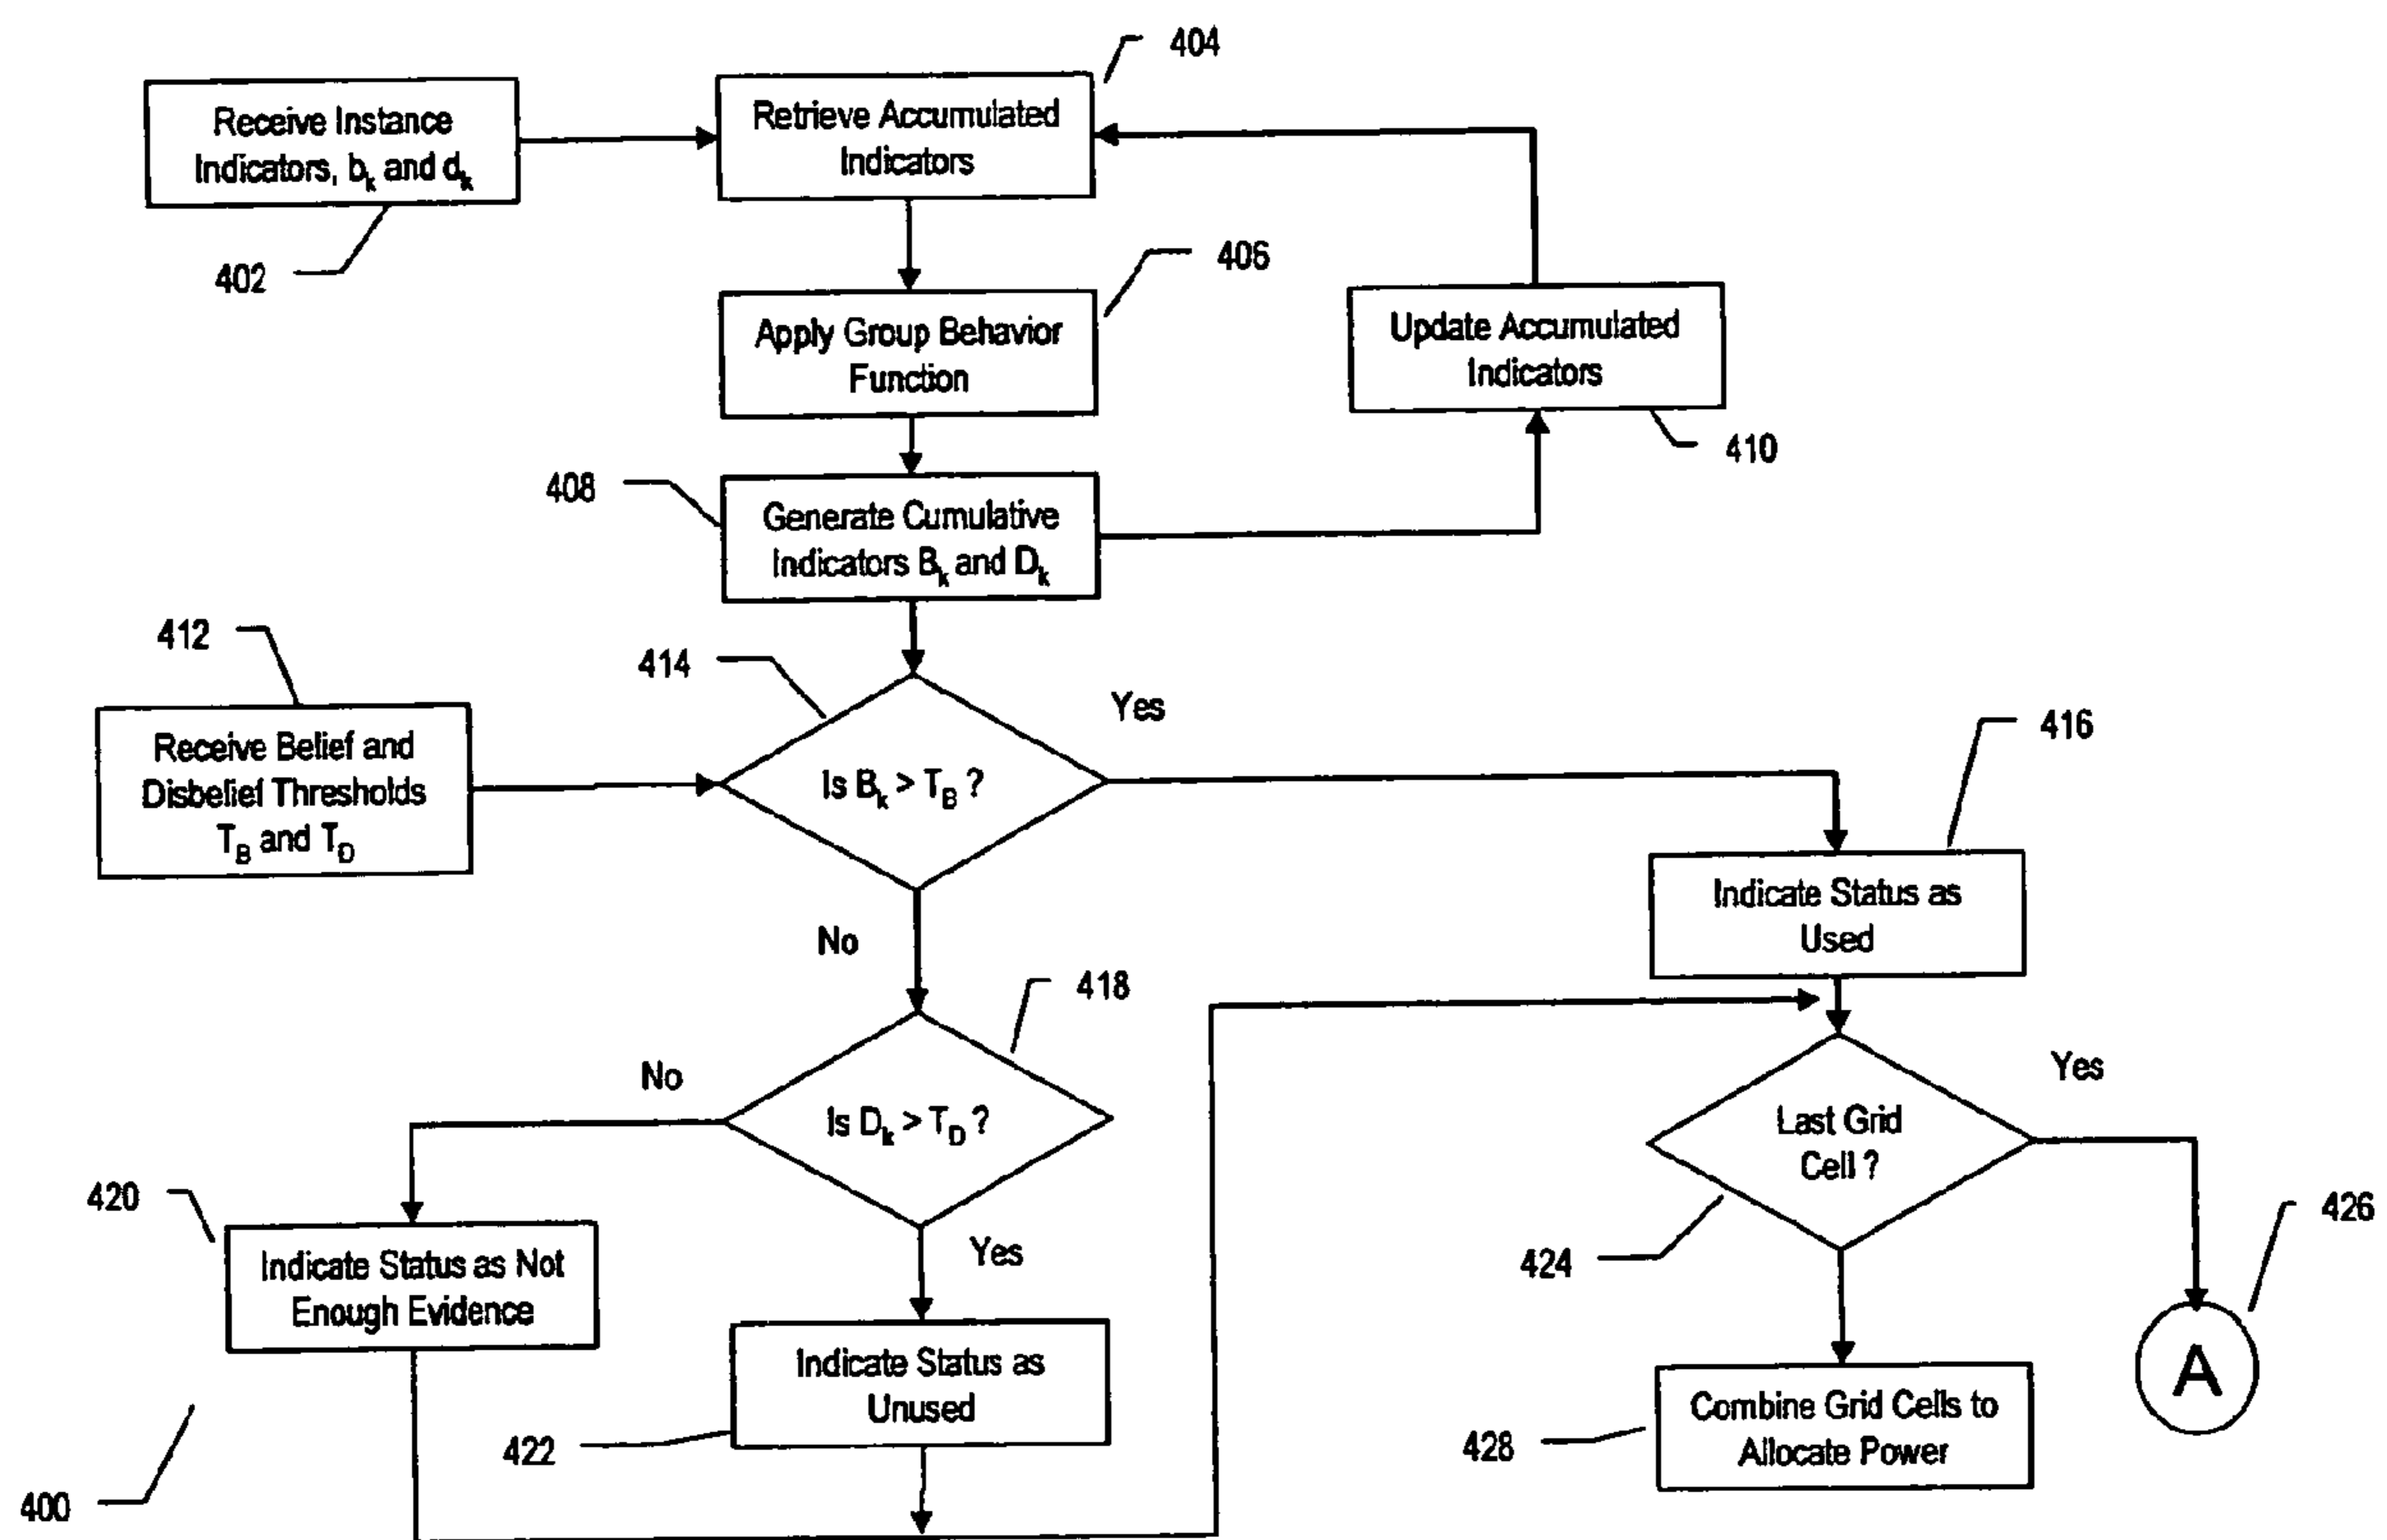 404
Receive Instance
Indicators, bk and dk
Retrieve Accumulated
Indicators
402
406
Apply Group Behavior
Function
Update Accumulated
Indicators
410
408
Generate Cumulative
Indicators Bk and Dk
412
414
Yes
416
Receive Belief and
Disbelief Thresholds
TB and TD
Is Bk > TB ?
Indicate Status as
Used
No
418
No
Is Dk > TD ?
Yes
Last Grid
Cell ?
420
426
Indicate Status as Not
Enough Evidence
Yes
424
Indicate Status as
Unused
A
422
Combine Grid Cells to
Allocate Power
428
400